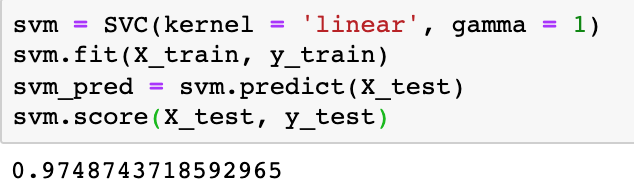 svm = SVC(kernel = 'linear', gamma = 1)
svm.fit(X_train, y_train)
svm_pred = svm.predict(X_test)
svm.score(X_test, y_test)
0.9748743718592965